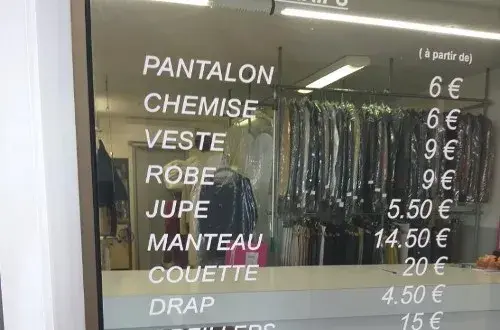 ( à partir de)
PANTALON 6 €
CHEMISE 6 €
VESTE 9 €
ROBE 9 €
JUPE 5.50 €
MANTEAU 14.50 €
COUETTE 20 €
DRAP 4.50 €
15 €